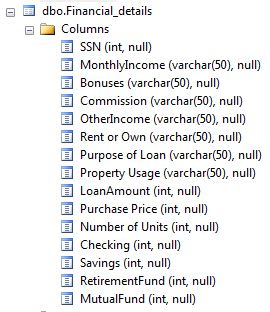 dbo.Financial_details
Columns
SSN (int, null)
MonthlyIncome (varchar(50), null)
Bonuses (varchar(50), null)
Commission (varchar(50), null)
OtherIncome (varchar(50), null)
Rent or Own (varchar(50), null)
Purpose of Loan (varchar(50), null)
Property Usage (varchar(50), null)
LoanAmount (int, null)
Purchase Price (int, null)
Number of Units (int, null)
Checking (int, null)
Savings (int, null)
RetirementFund (int, null)
MutualFund (int, null)